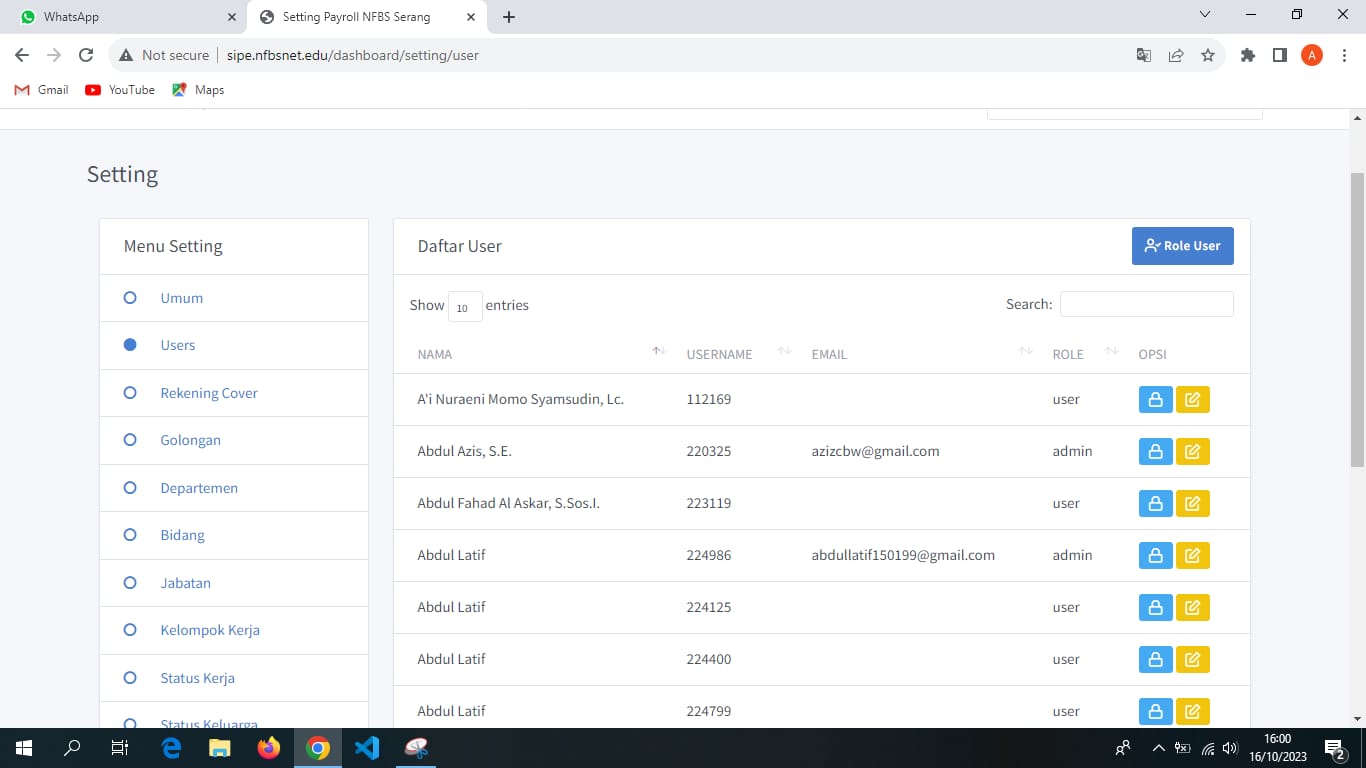 WhatsApp
Setting Payroll NFBS Serang
Not secure
sipe.nfbsnet.edu/dashboard/setting/user
A
Gmail
YouTube
Maps
Setting
Menu Setting
Umum
Users
Rekening Cover
Golongan
Departemen
Bidang
Jabatan
Kelompok Kerja
Status Kerja
Status Keluarga
Daftar User
Role User
Show 10 entries
Search:
NAMA USERNAME EMAIL ROLE OPSI
A'i Nuraeni Momo Syamsudin, Lc. 112169 user
Abdul Azis, S.E. 220325 azizcbw@gmail.com admin
Abdul Fahad Al Askar, S.Sos.I. 223119 user
Abdul Latif 224986 abdullatif150199@gmail.com admin
Abdul Latif 224125 user
Abdul Latif 224400 user
Abdul Latif 224799 user
16:00
16/10/2023
2